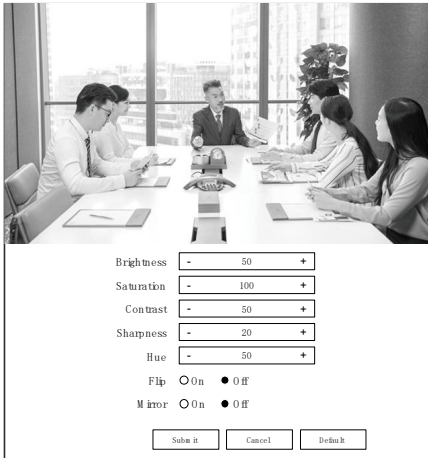 Brightness - 50 +
Saturation - 100 +
Contrast - 50 +
Sharpness - 20 +
Hue - 50 +
Flip On Off
Mirror On Off
Submit Cancel Default